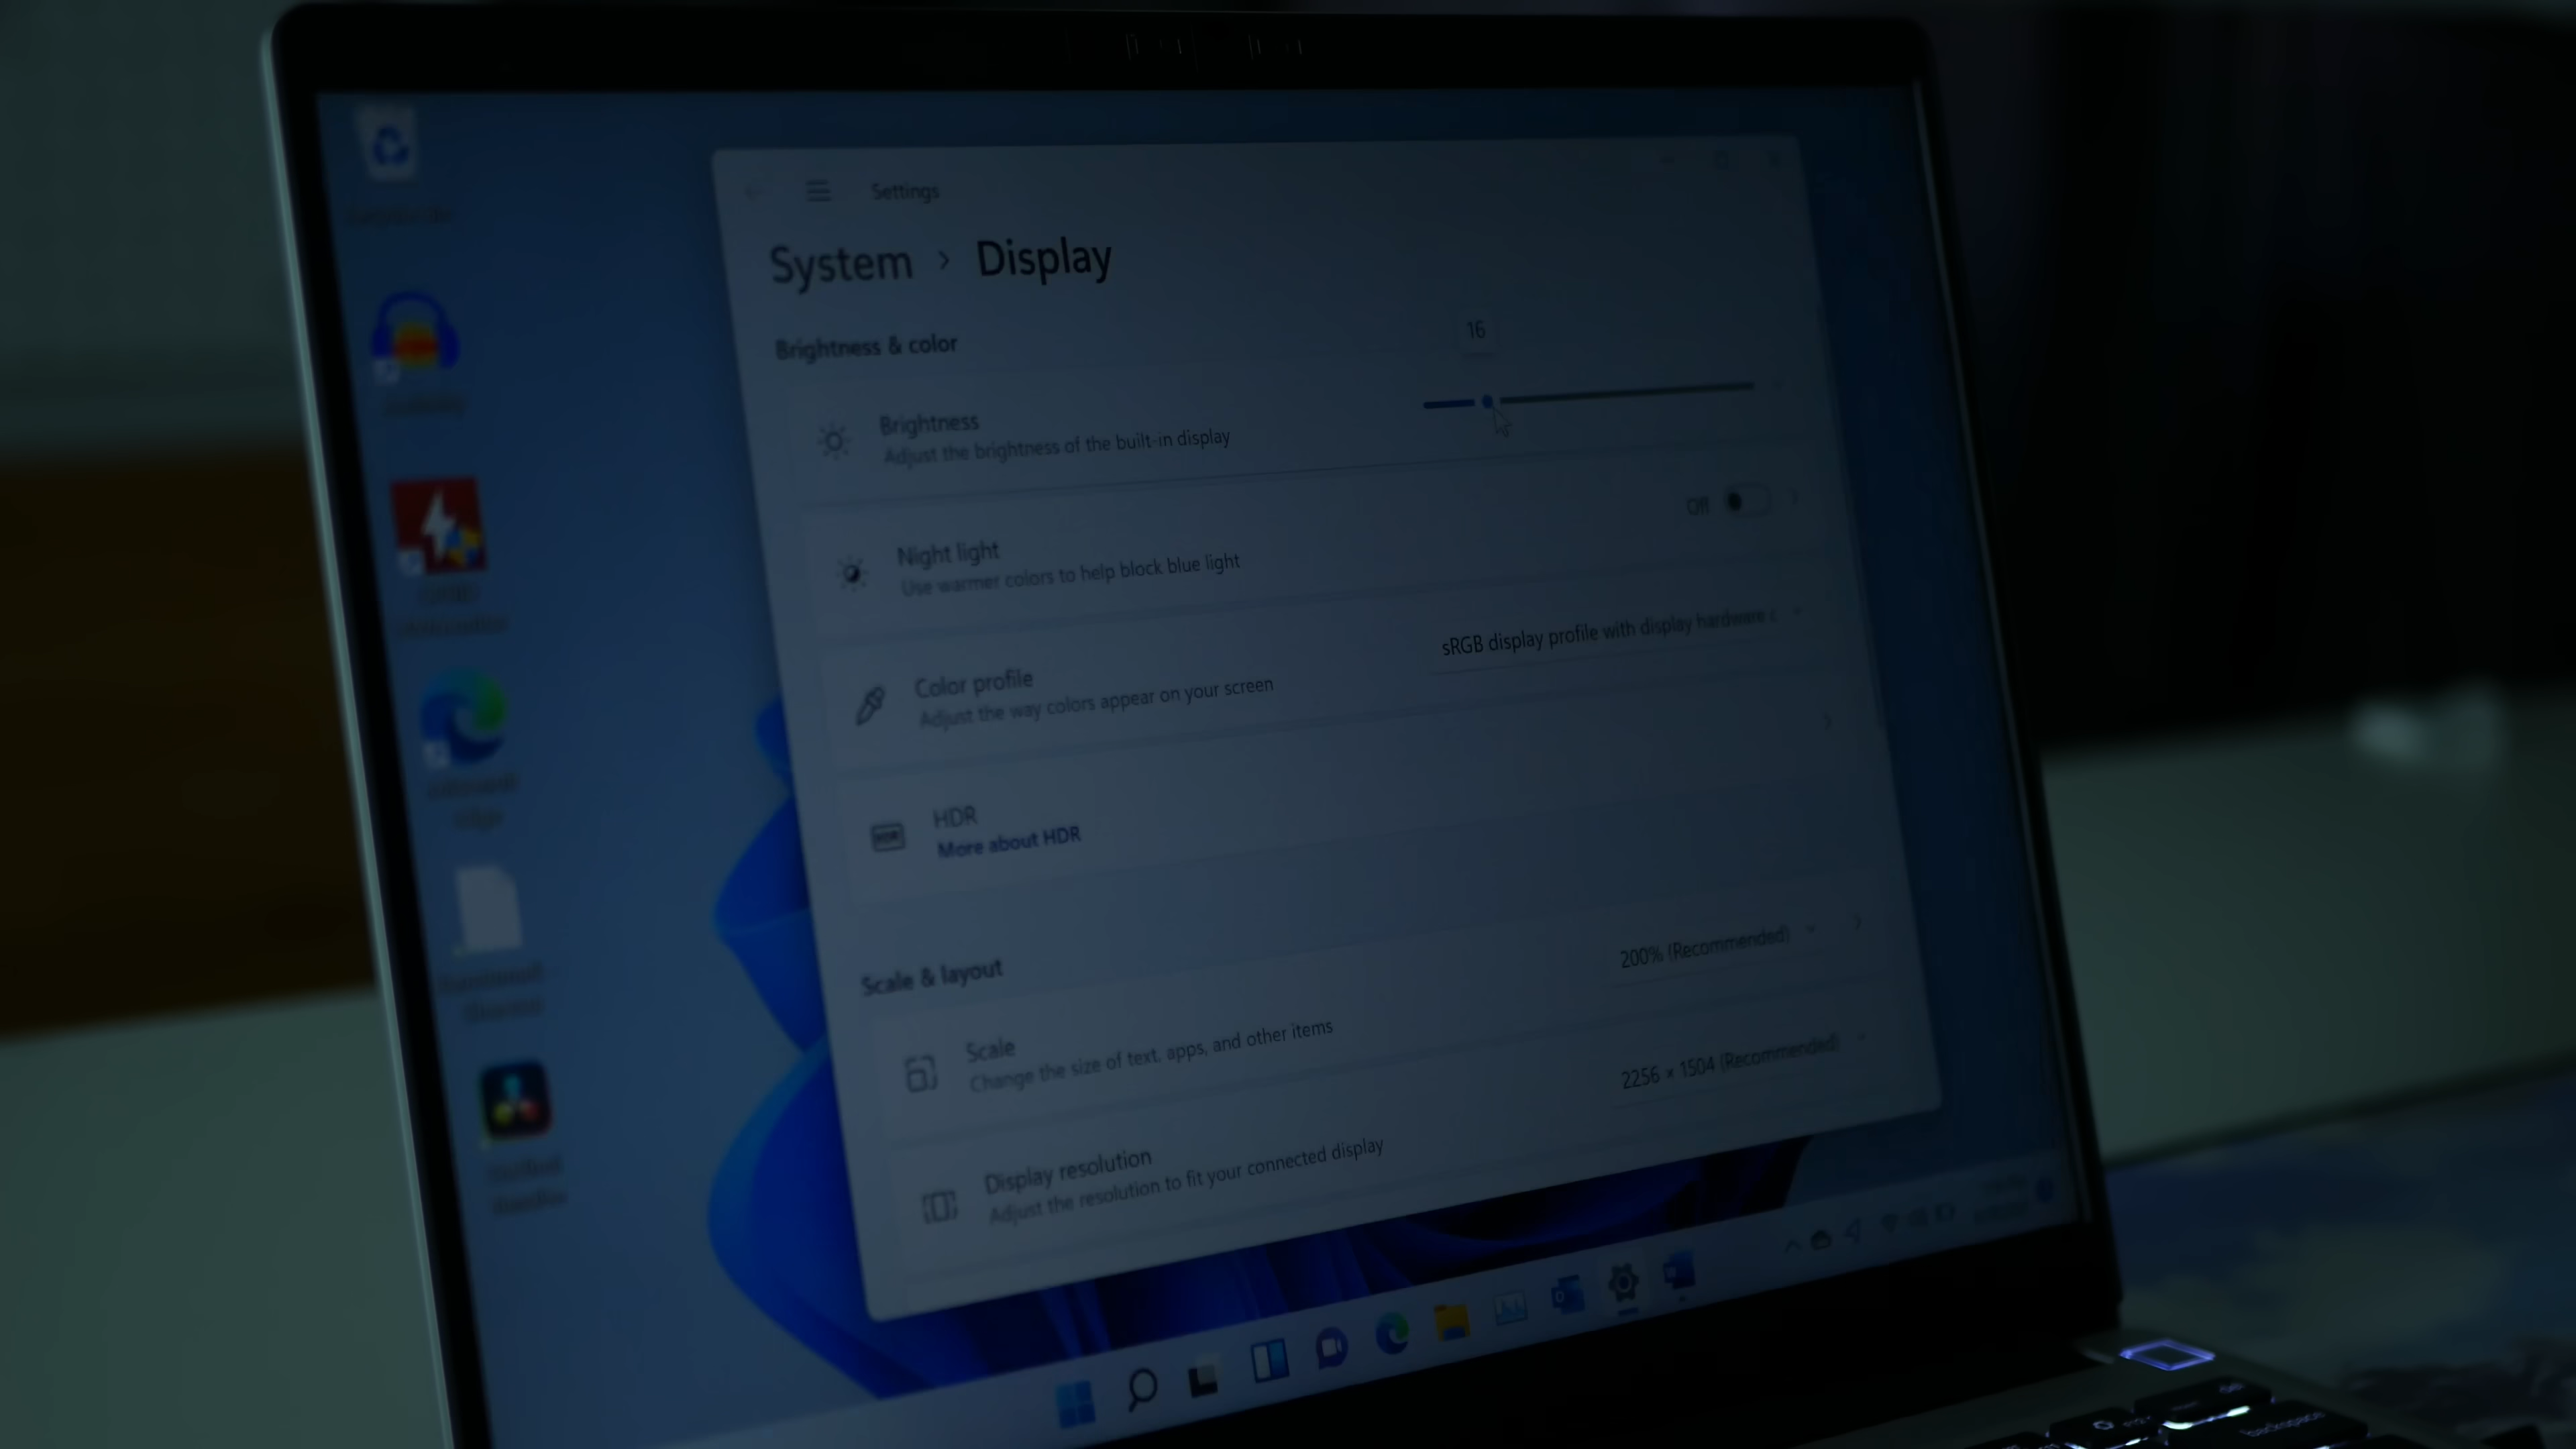 Settings
System › Display
Brightness & color
16
Brightness
Adjust the brightness of the built-in display
Night light
Use warmer colors to help block blue light
Off
Color profile
Adjust the way colors appear on your screen
sRGB display profile with display hardware c
HDR
More about HDR
Scale & layout
Scale
Change the size of text, apps, and other items
200% (Recommended)
Display resolution
Adjust the resolution to fit your connected display
2256 × 1504 (Recommended)
backspace